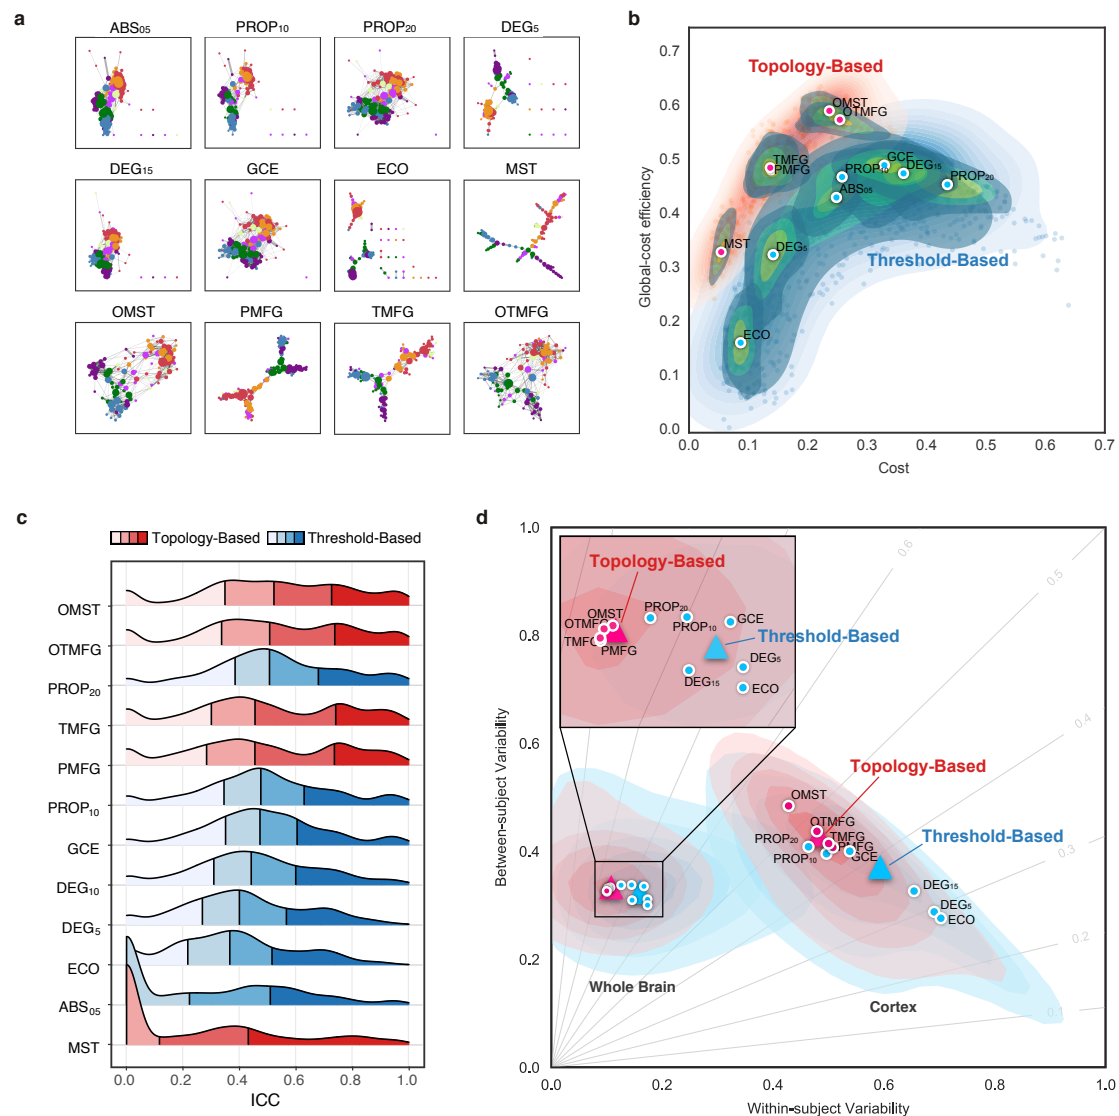 a
ABS05 PROP10 PROP20 DEG5
DEG15 GCE ECO MST
OMST PMFG TMFG OTMFG
b
Global-cost efficiency
0.7
0.6
0.5
0.4
0.3
0.2
0.1
0.0
Topology-Based
OMST
OTMFG
TMFG
PMFG
GCE
DEG15
PROP10
PROP20
ABS05
MST
DEG5
Threshold-Based
ECO
0.0 0.1 0.2 0.3 0.4 0.5 0.6 0.7
Cost
c
Topology-Based Threshold-Based
OMST
OTMFG
PROP20
TMFG
PMFG
PROP10
GCE
DEG10
DEG5
ECO
ABS05
MST
0.0 0.2 0.4 0.6 0.8 1.0
ICC
d
Between-subject Variability
1.0
0.8
0.6
0.4
0.2
0.0
0.6
0.5
0.4
0.3
0.2
0.1
Topology-Based
OMST
OTMFG
TMFG
PMFG
PROP20
PROP10
GCE
Threshold-Based
DEG5
DEG15
ECO
Topology-Based
OMST
OTMFG
TMFG
PMFG
PROP20
PROP10
GCE
Threshold-Based
DEG15
DEG5
ECO
Whole Brain
Cortex
0.0 0.2 0.4 0.6 0.8 1.0
Within-subject Variability